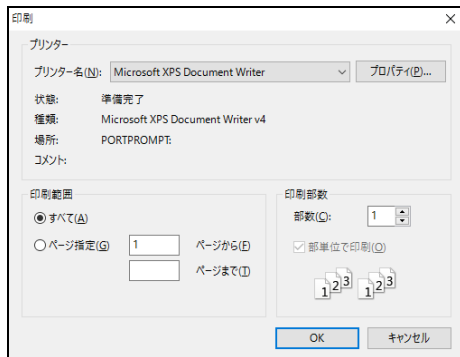 印刷
プリンター
プリンター名(N): Microsoft XPS Document Writer プロパティ(P)...
状態: 準備完了
種類: Microsoft XPS Document Writer v4
場所: PORTPROMPT:
コメント:
印刷範囲
すべて(A)
ページ指定(G) 1 ページから(F)
ページまで(T)
印刷部数
部数(C): 1
部単位で印刷(O)
1 2 3 1 2 3
OK キャンセル